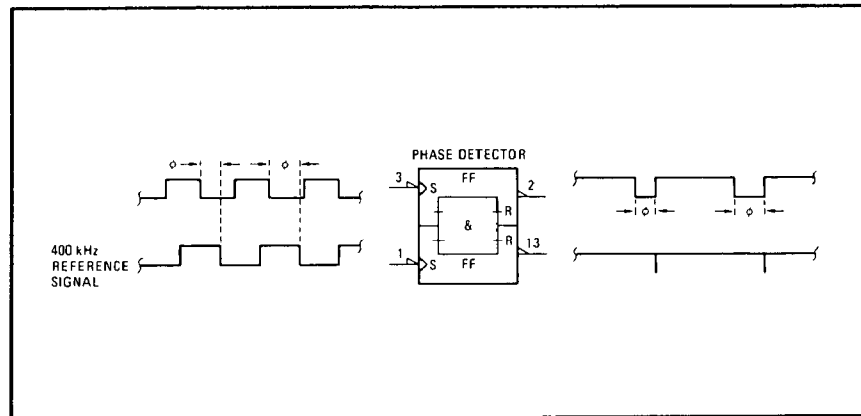 PHASE DETECTOR
ϕ
ϕ
3
S
FF
2
R
&
R
13
400 kHz
REFERENCE
SIGNAL
1
S
FF
ϕ
ϕ